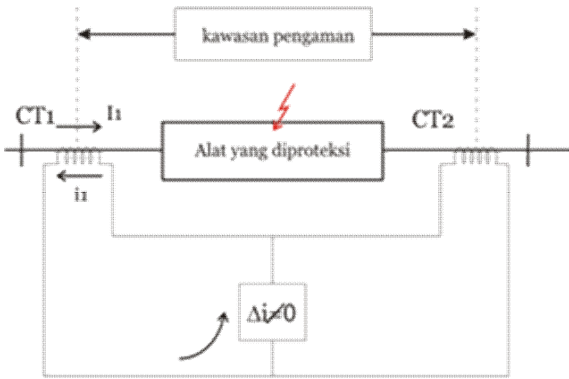 kawasan pengaman
CT1
I1
CT2
Alat yang diproteksi
i1
Δi≠0